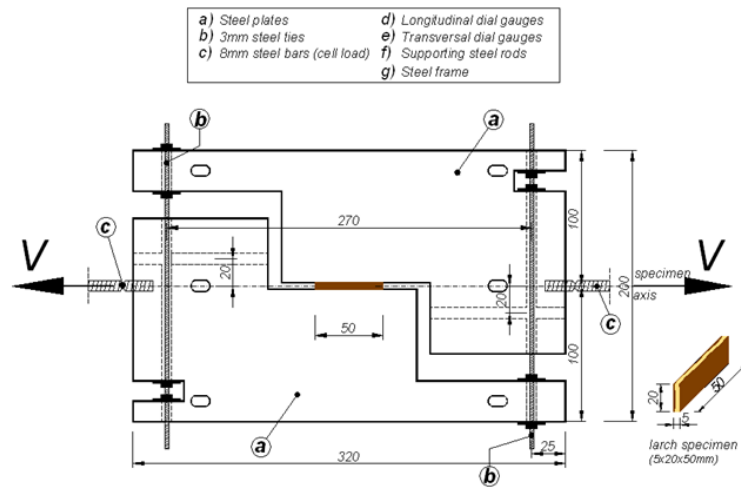 a) Steel plates
b) 3mm steel ties
c) 8mm steel bars (cell load)
d) Longitudinal dial gauges
e) Transversal dial gauges
f) Supporting steel rods
g) Steel frame
b
a
270
100
c
V
20
V
200
specimen
axis
20
c
50
100
20
50
5
larch specimen
(5x20x50mm)
a
25
320
b